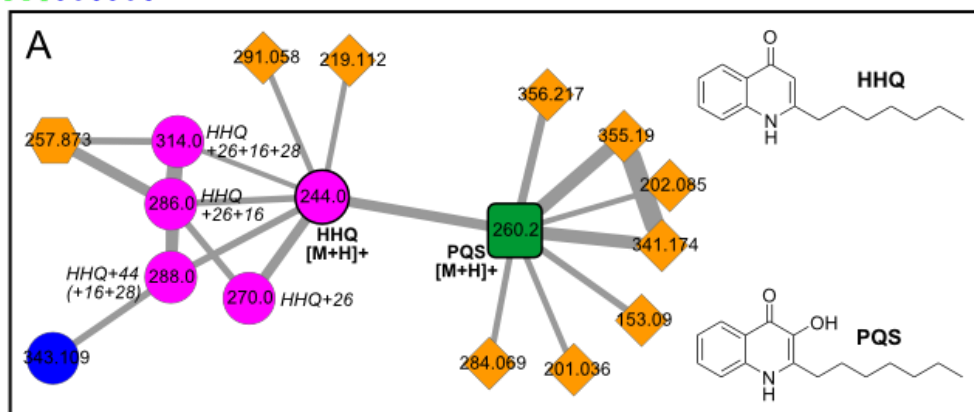 A
291.058
219.112
257.873
314.0
HHQ
+26+16+28
286.0
HHQ
+26+16
244.0
HHQ
[M+H]+
HHQ+44
(+16+28)
288.0
270.0
HHQ+26
343.109
356.217
355.19
202.085
260.2
PQS
[M+H]+
341.174
153.09
284.069
201.036
O
N
H
HHQ
O
OH
N
H
PQS